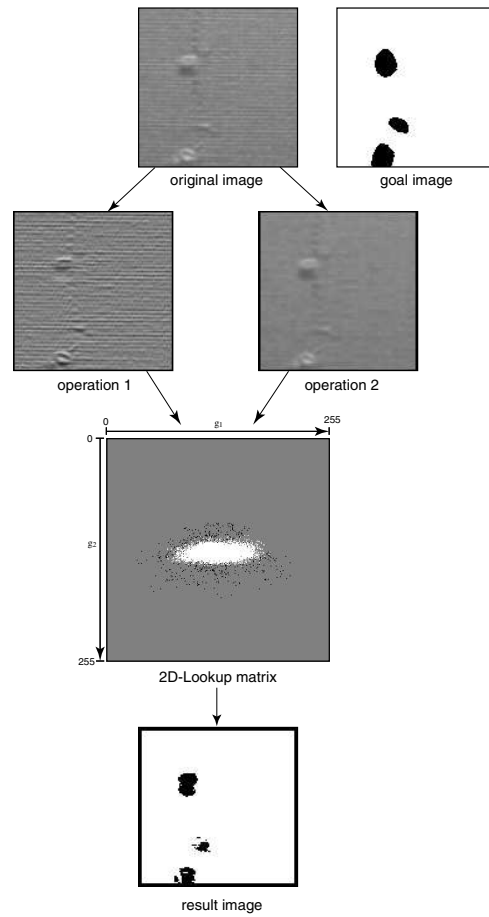 original image
goal image
operation 1
operation 2
0
g₁
255
0
g₂
255
2D-Lookup matrix
result image